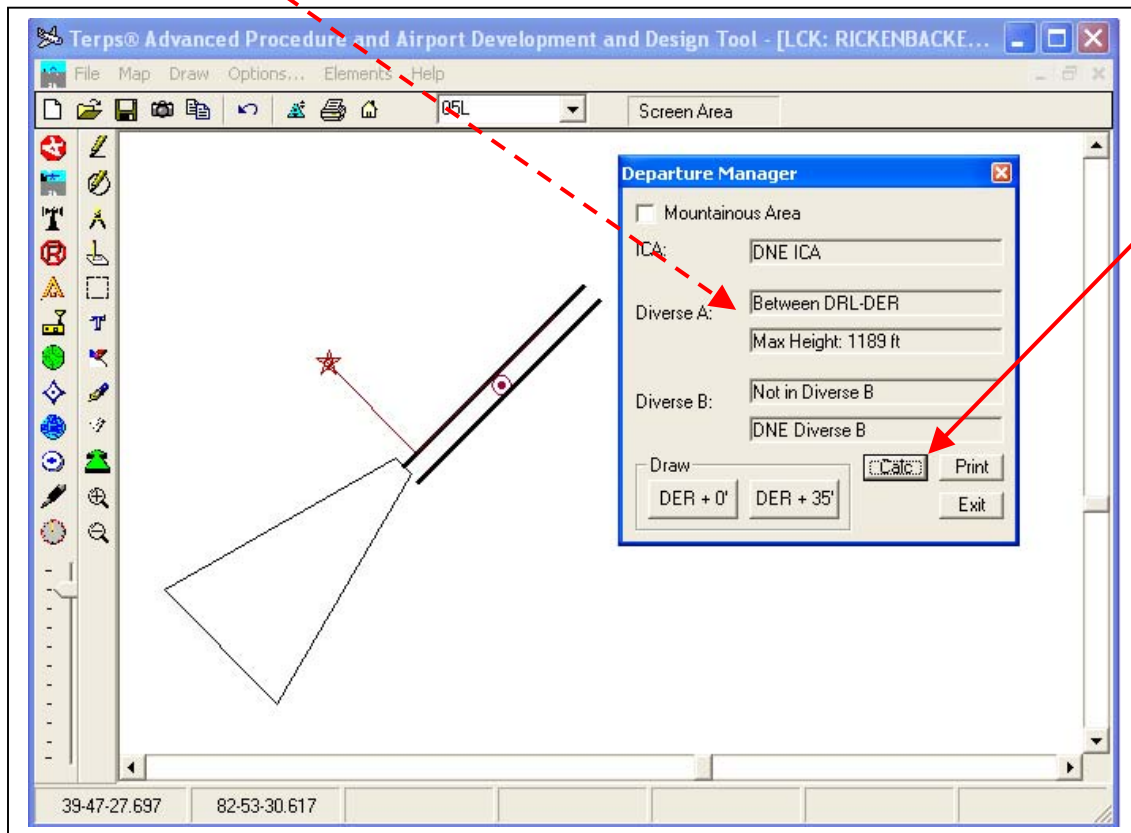 Terps® Advanced Procedure and Airport Development and Design Tool - [LCK: RICKENBACKE...
File Map Draw Options... Elements Help
05L
Screen Area
Departure Manager
Mountainous Area
ICA:
DNE ICA
Diverse A:
Between DRL-DER
Max Height: 1189 ft
Diverse B:
Not in Diverse B
DNE Diverse B
Draw
DER + 0'
DER + 35'
Calc
Print
Exit
39-47-27.697
82-53-30.617